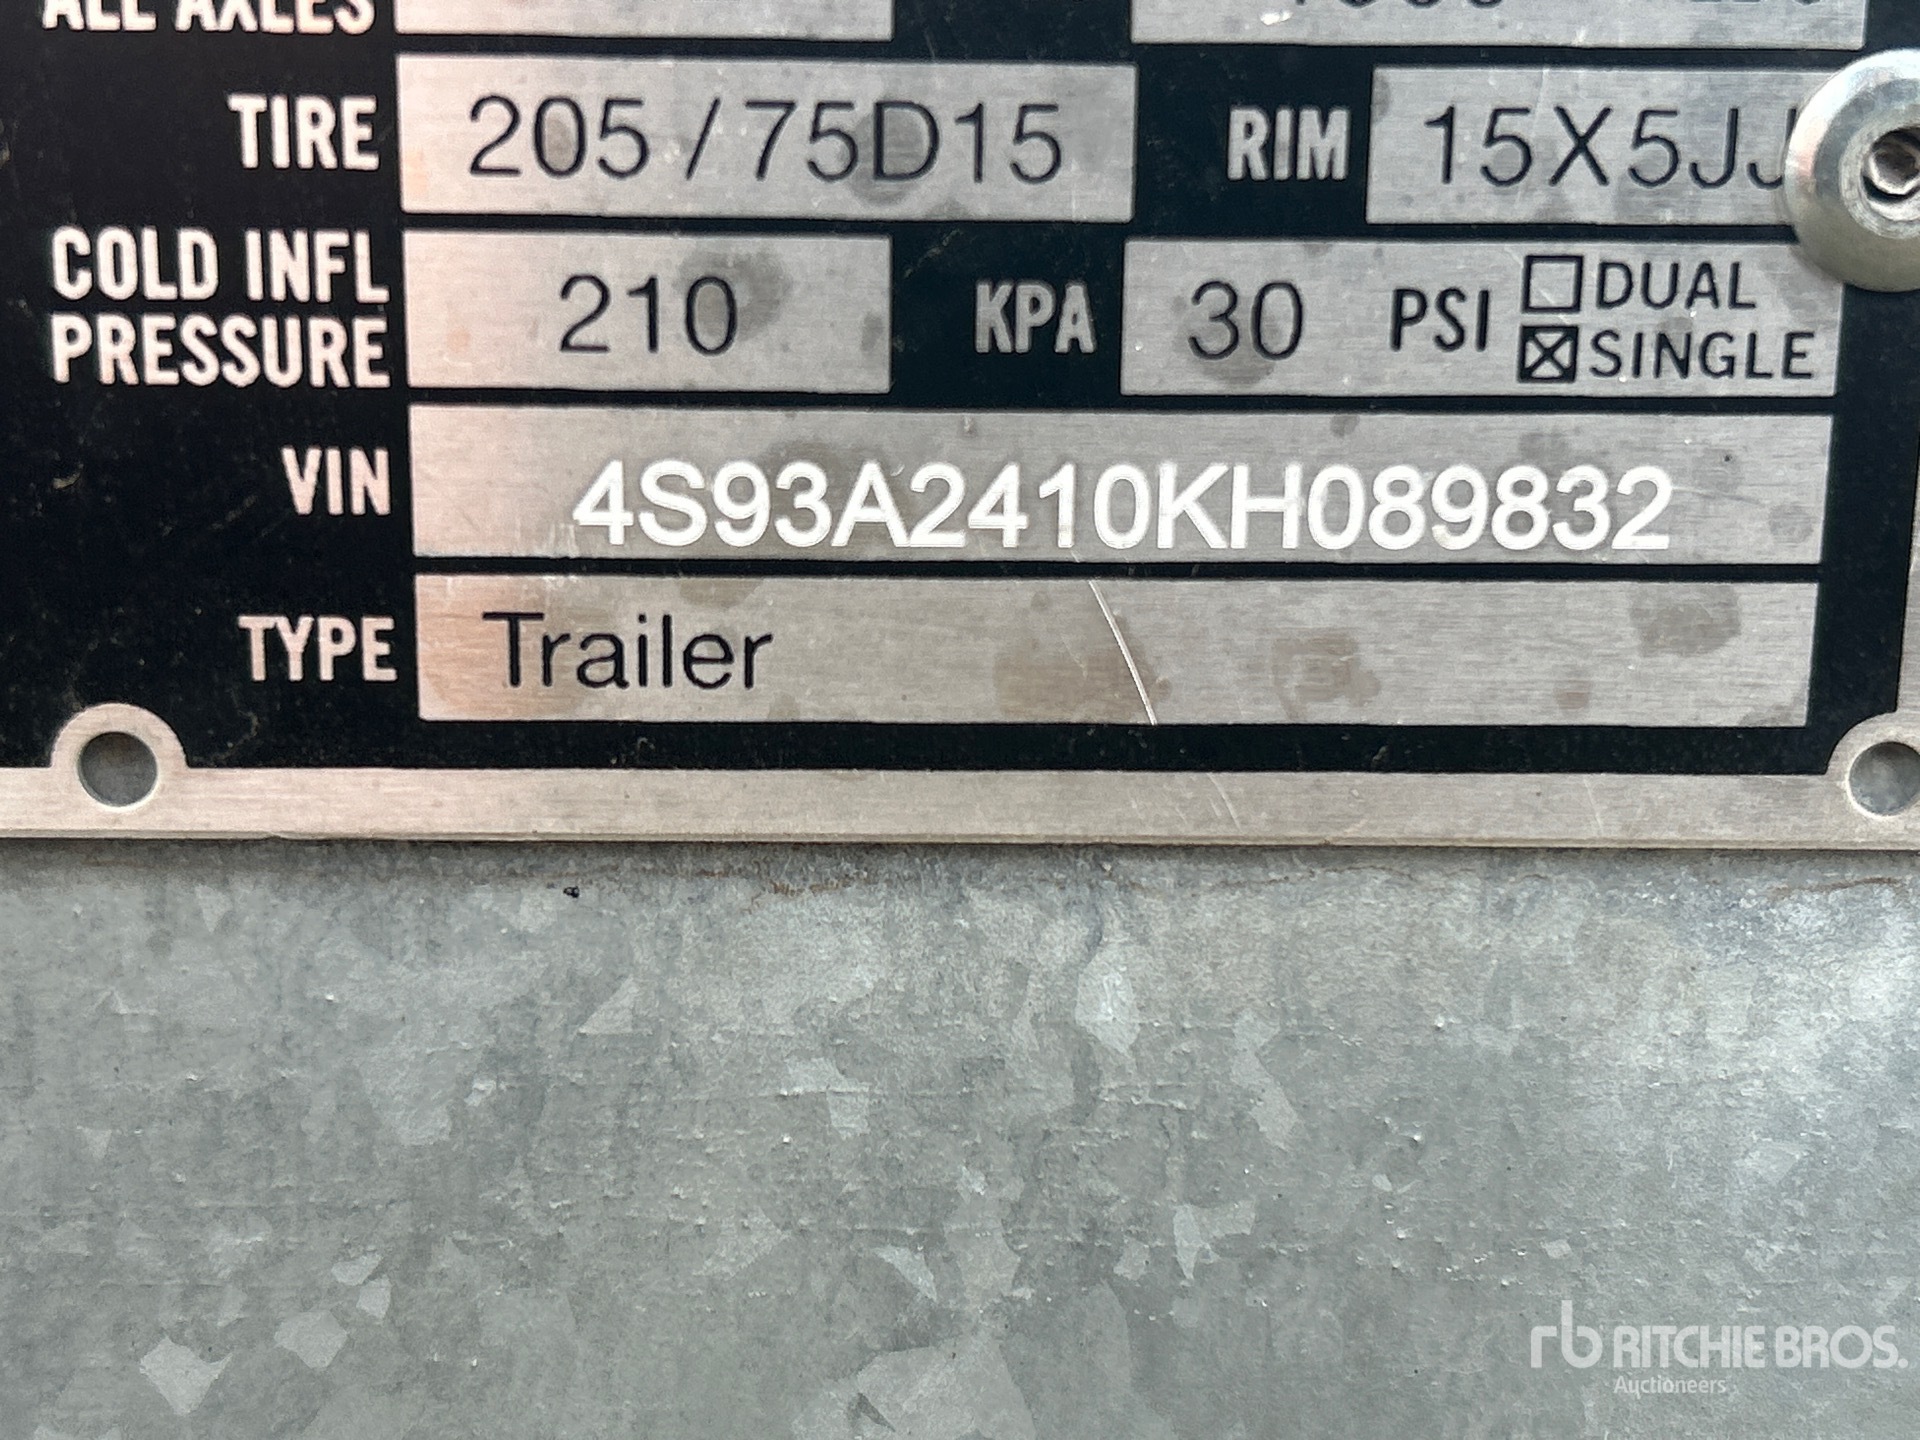 ALL AXLES
TIRE 205/75D15 RIM 15X5JJ
COLD INFL PRESSURE 210 KPA 30 PSI DUAL
SINGLE
VIN 4S93A2410KH089832
TYPE Trailer
rb RITCHIE BROS.
Auctioneers